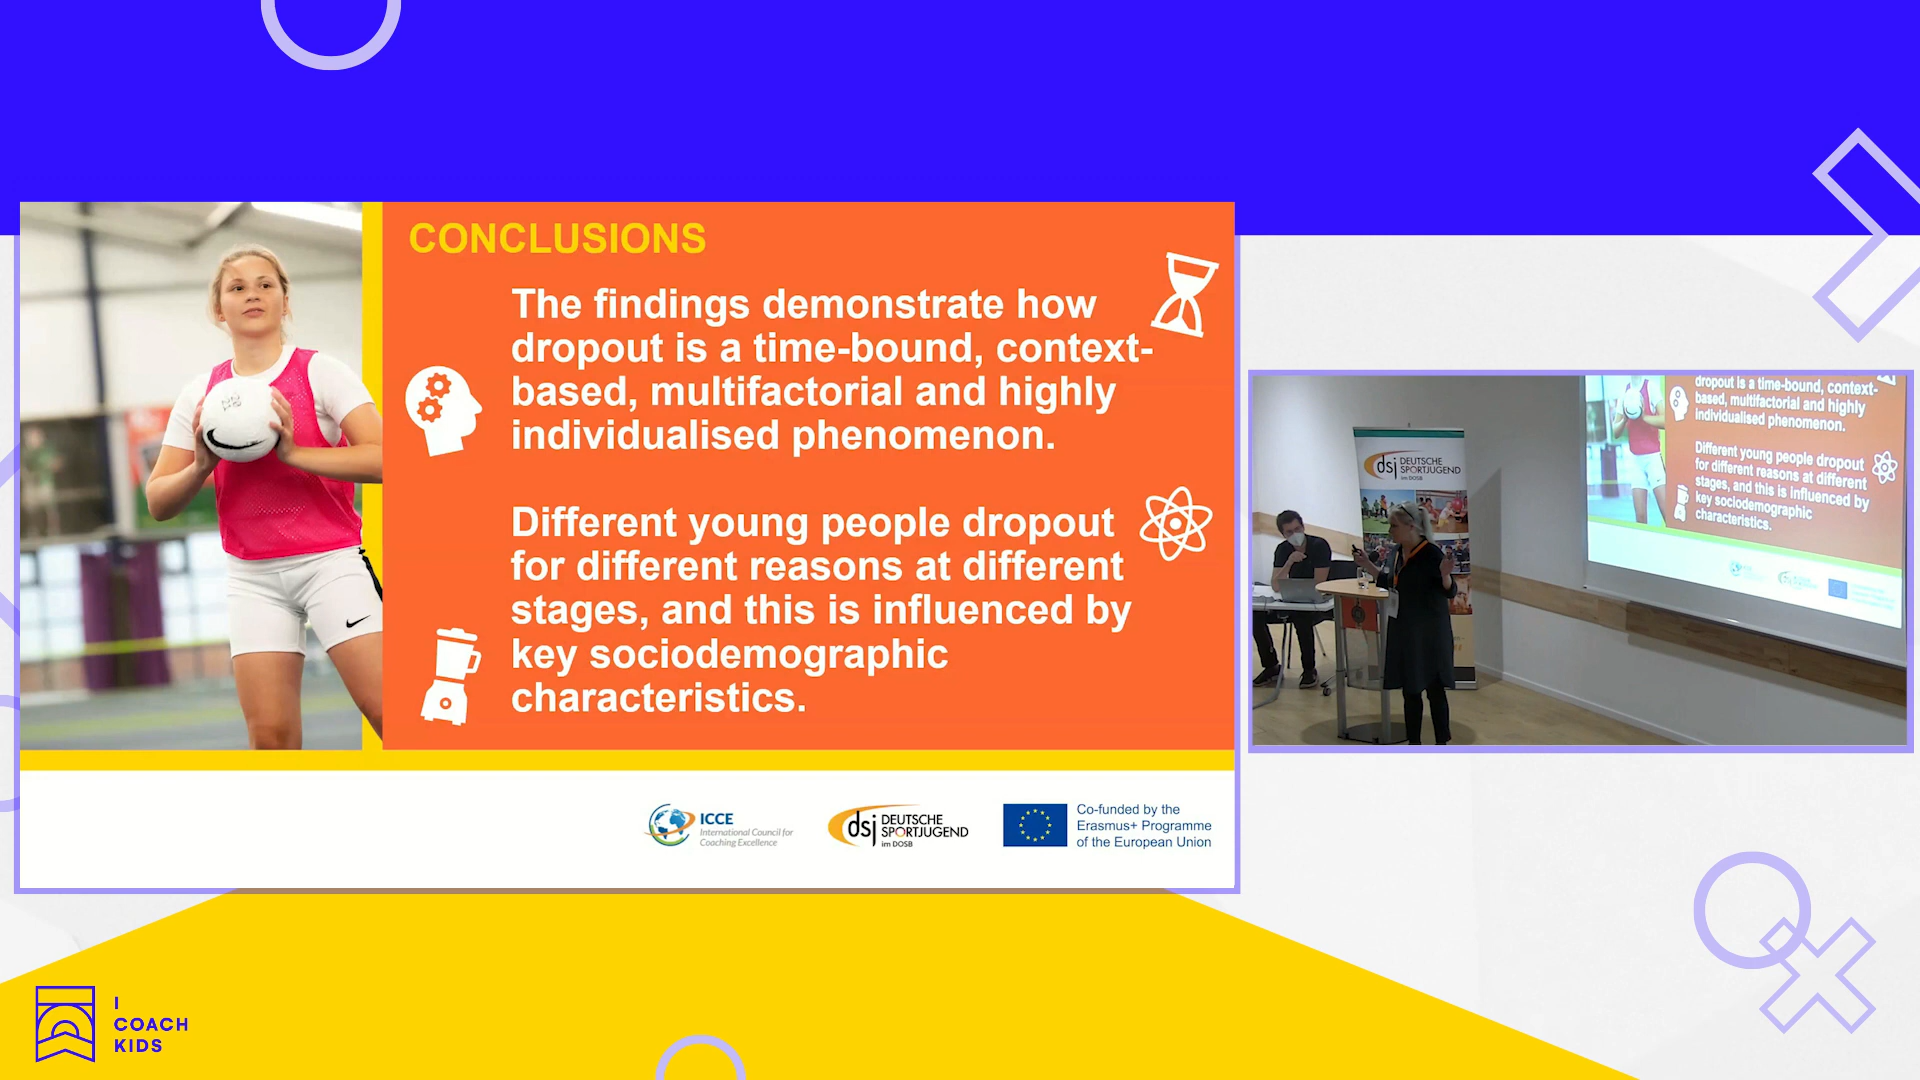 CONCLUSIONS
The findings demonstrate how
dropout is a time-bound, context-
based, multifactorial and highly
individualised phenomenon.
Different young people dropout
for different reasons at different
stages, and this is influenced by
key sociodemographic
characteristics.
ICCE
International Council for
Coaching Excellence
dsj DEUTSCHE
SPORTJUGEND
im DOSB
Co-funded by the
Erasmus+ Programme
of the European Union
dsj DEUTSCHE
SPORTJUGEND
im DOSB
dropout is a time-bound, context-
based, multifactorial and highly
individualised phenomenon.
Different young people dropout
for different reasons at different
stages, and this is influenced by
key sociodemographic
characteristics.
I
COACH
KIDS